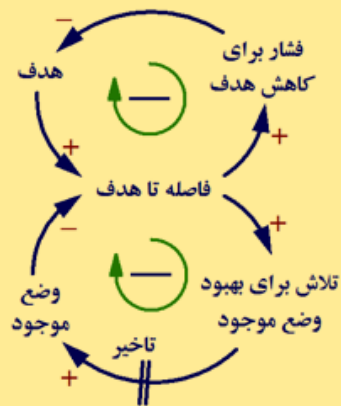 فشار برای
کاهش هدف
هدف
فاصله تا هدف
تلاش برای بهبود
وضع موجود
وضع
موجود
تاخیر
−
+
+
−
+
+
−
−